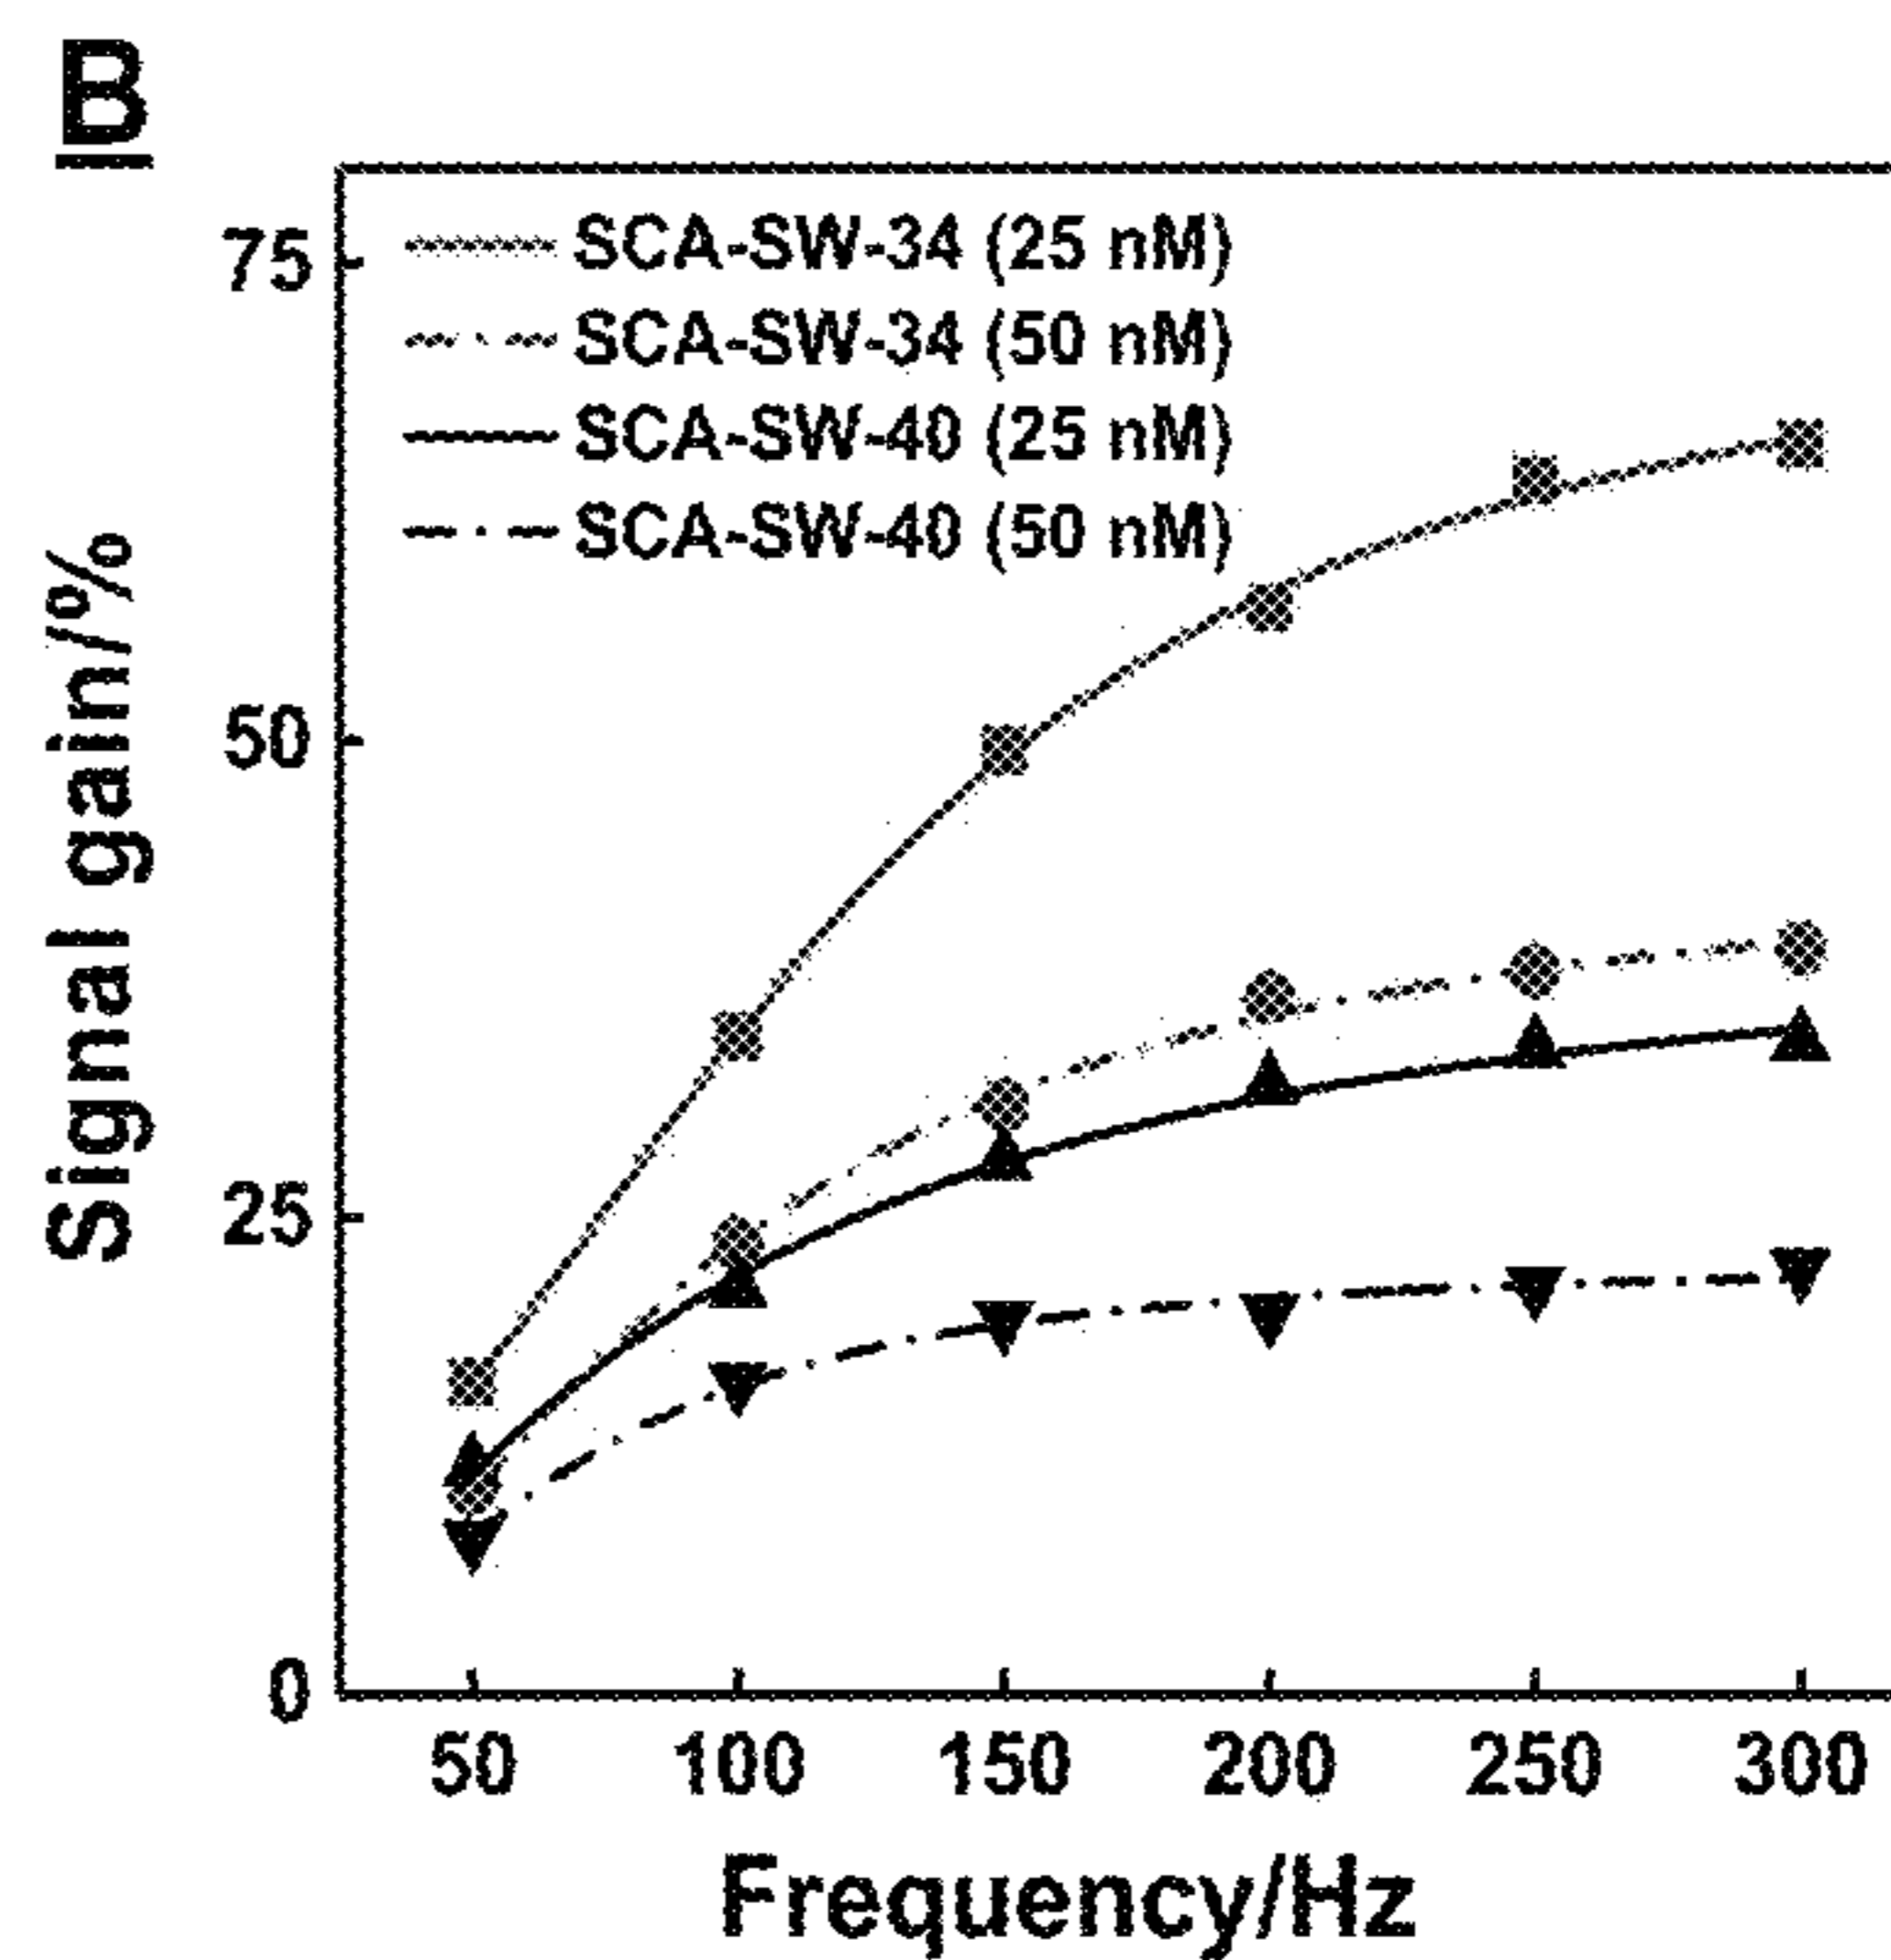 B
75
50
25
0
SCA-SW-34 (25 nM)
SCA-SW-34 (50 nM)
SCA-SW-40 (25 nM)
SCA-SW-40 (50 nM)
Signal gain/%
50 100 150 200 250 300
Frequency/Hz